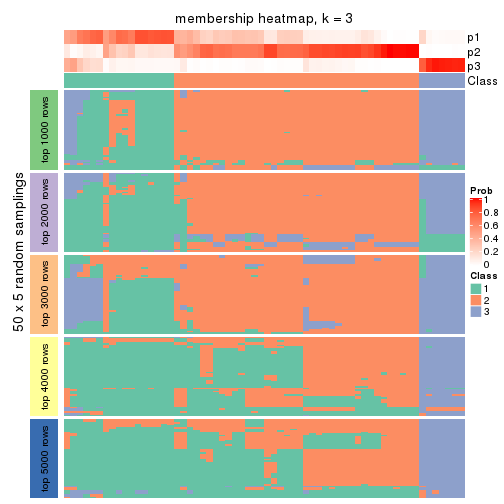 membership heatmap, k = 3
p1
p2
p3
Class
top 1000 rows
top 2000 rows
top 3000 rows
top 4000 rows
top 5000 rows
50 x 5 random samplings
Prob
1
0.8
0.6
0.4
0.2
0
Class
1
2
3